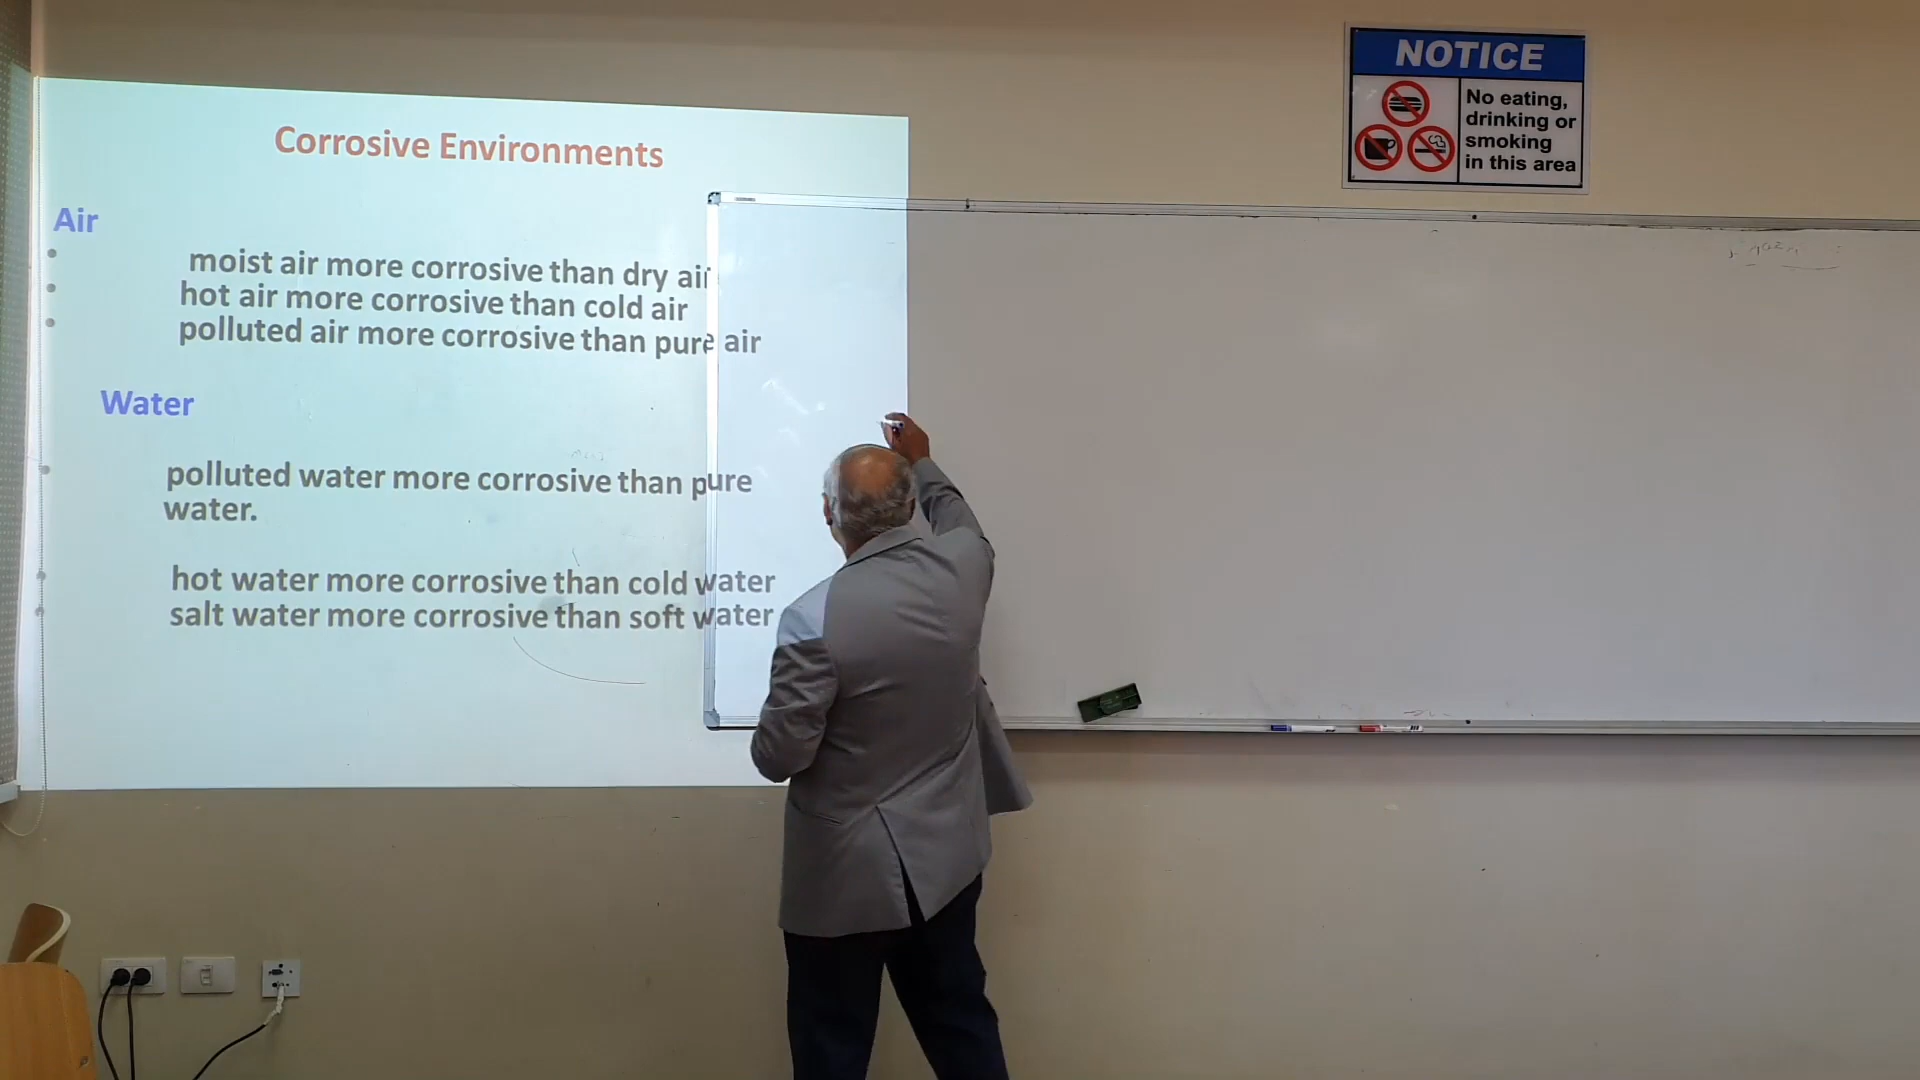 Corrosive Environments
Air
moist air more corrosive than dry air
hot air more corrosive than cold air
polluted air more corrosive than pure air
Water
polluted water more corrosive than pure
water.
hot water more corrosive than cold water
salt water more corrosive than soft water
NOTICE
No eating,
drinking or
smoking
in this area